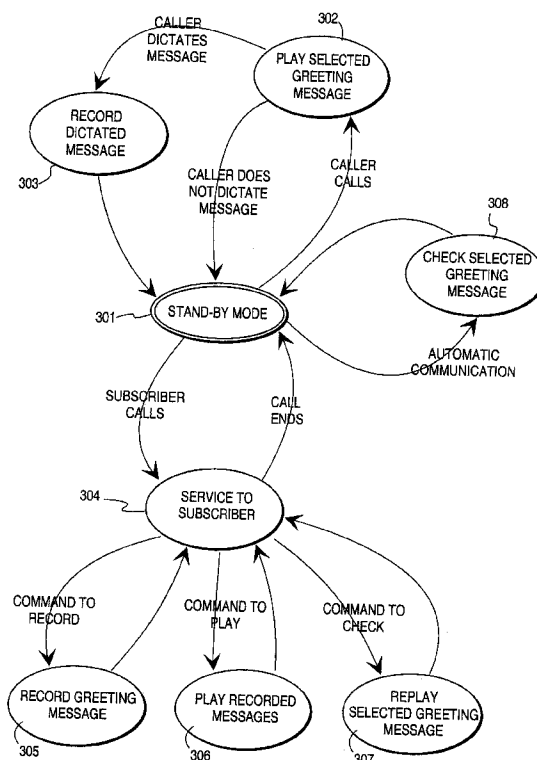 302
CALLER
DICTATES
MESSAGE
PLAY SELECTED
GREETING
MESSAGE
RECORD
DICTATED
MESSAGE
303
CALLER DOES
NOT DICTATE
MESSAGE
CALLER
CALLS
308
CHECK SELECTED
GREETING
MESSAGE
301
STAND-BY MODE
AUTOMATIC
COMMUNICATION
SUBSCRIBER
CALLS
CALL
ENDS
304
SERVICE TO
SUBSCRIBER
COMMAND TO
RECORD
COMMAND TO
PLAY
COMMAND TO
CHECK
RECORD GREETING
MESSAGE
305
PLAY RECORDED
MESSAGES
306
REPLAY
SELECTED GREETING
MESSAGE
307